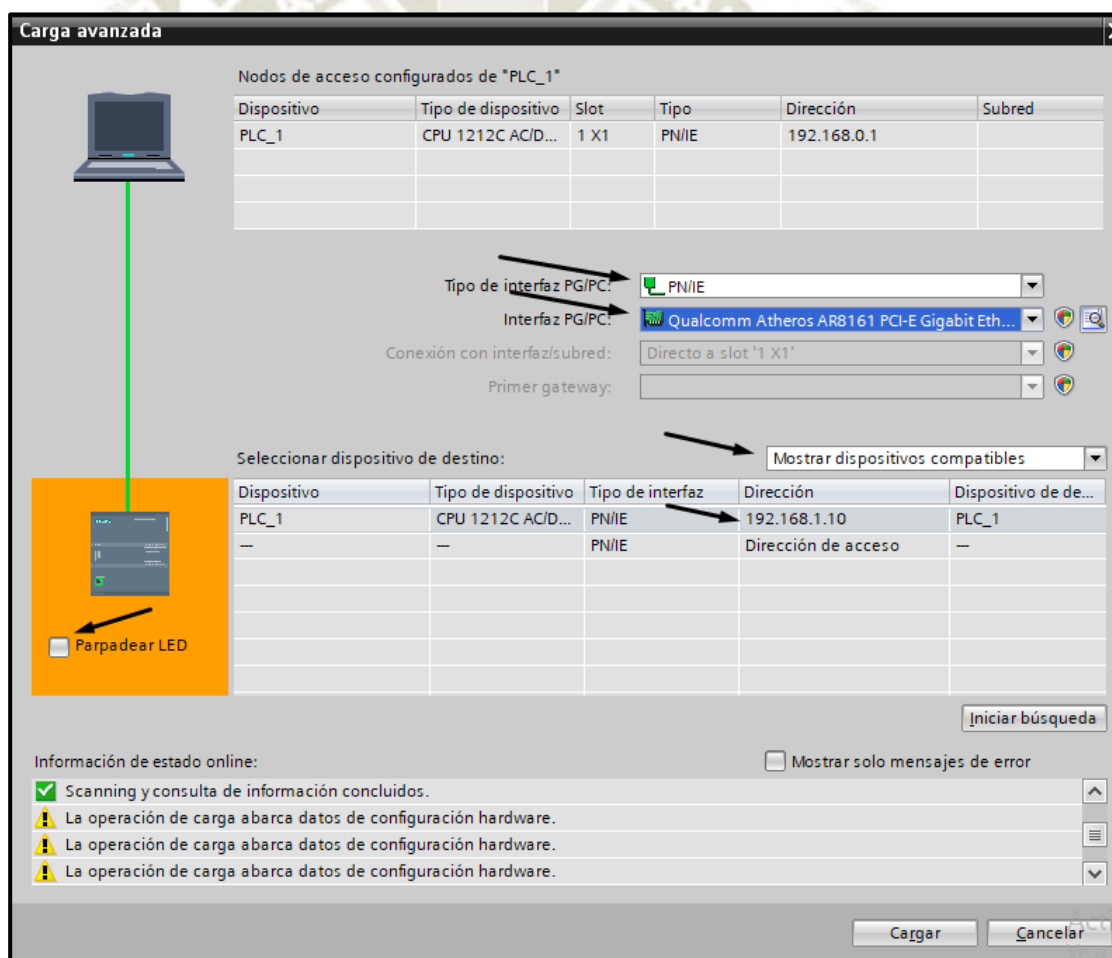 Carga avanzada
Nodos de acceso configurados de "PLC_1"
Dispositivo Tipo de dispositivo Slot Tipo Dirección Subred
PLC_1 CPU 1212C AC/D... 1 X1 PN/IE 192.168.0.1
Tipo de interfaz PG/PC: PN/IE
Interfaz PG/PC: Qualcomm Atheros AR8161 PCI-E Gigabit Eth...
Conexión con interfaz/subred: Directo a slot '1 X1'
Primer gateway:
Seleccionar dispositivo de destino: Mostrar dispositivos compatibles
Dispositivo Tipo de dispositivo Tipo de interfaz Dirección Dispositivo de de...
PLC_1 CPU 1212C AC/D... PN/IE 192.168.1.10 PLC_1
— — PN/IE Dirección de acceso —
Parpadear LED
Iniciar búsqueda
Información de estado online: Mostrar solo mensajes de error
Scanning y consulta de información concluidos.
La operación de carga abarca datos de configuración hardware.
La operación de carga abarca datos de configuración hardware.
La operación de carga abarca datos de configuración hardware.
Cargar Cancelar